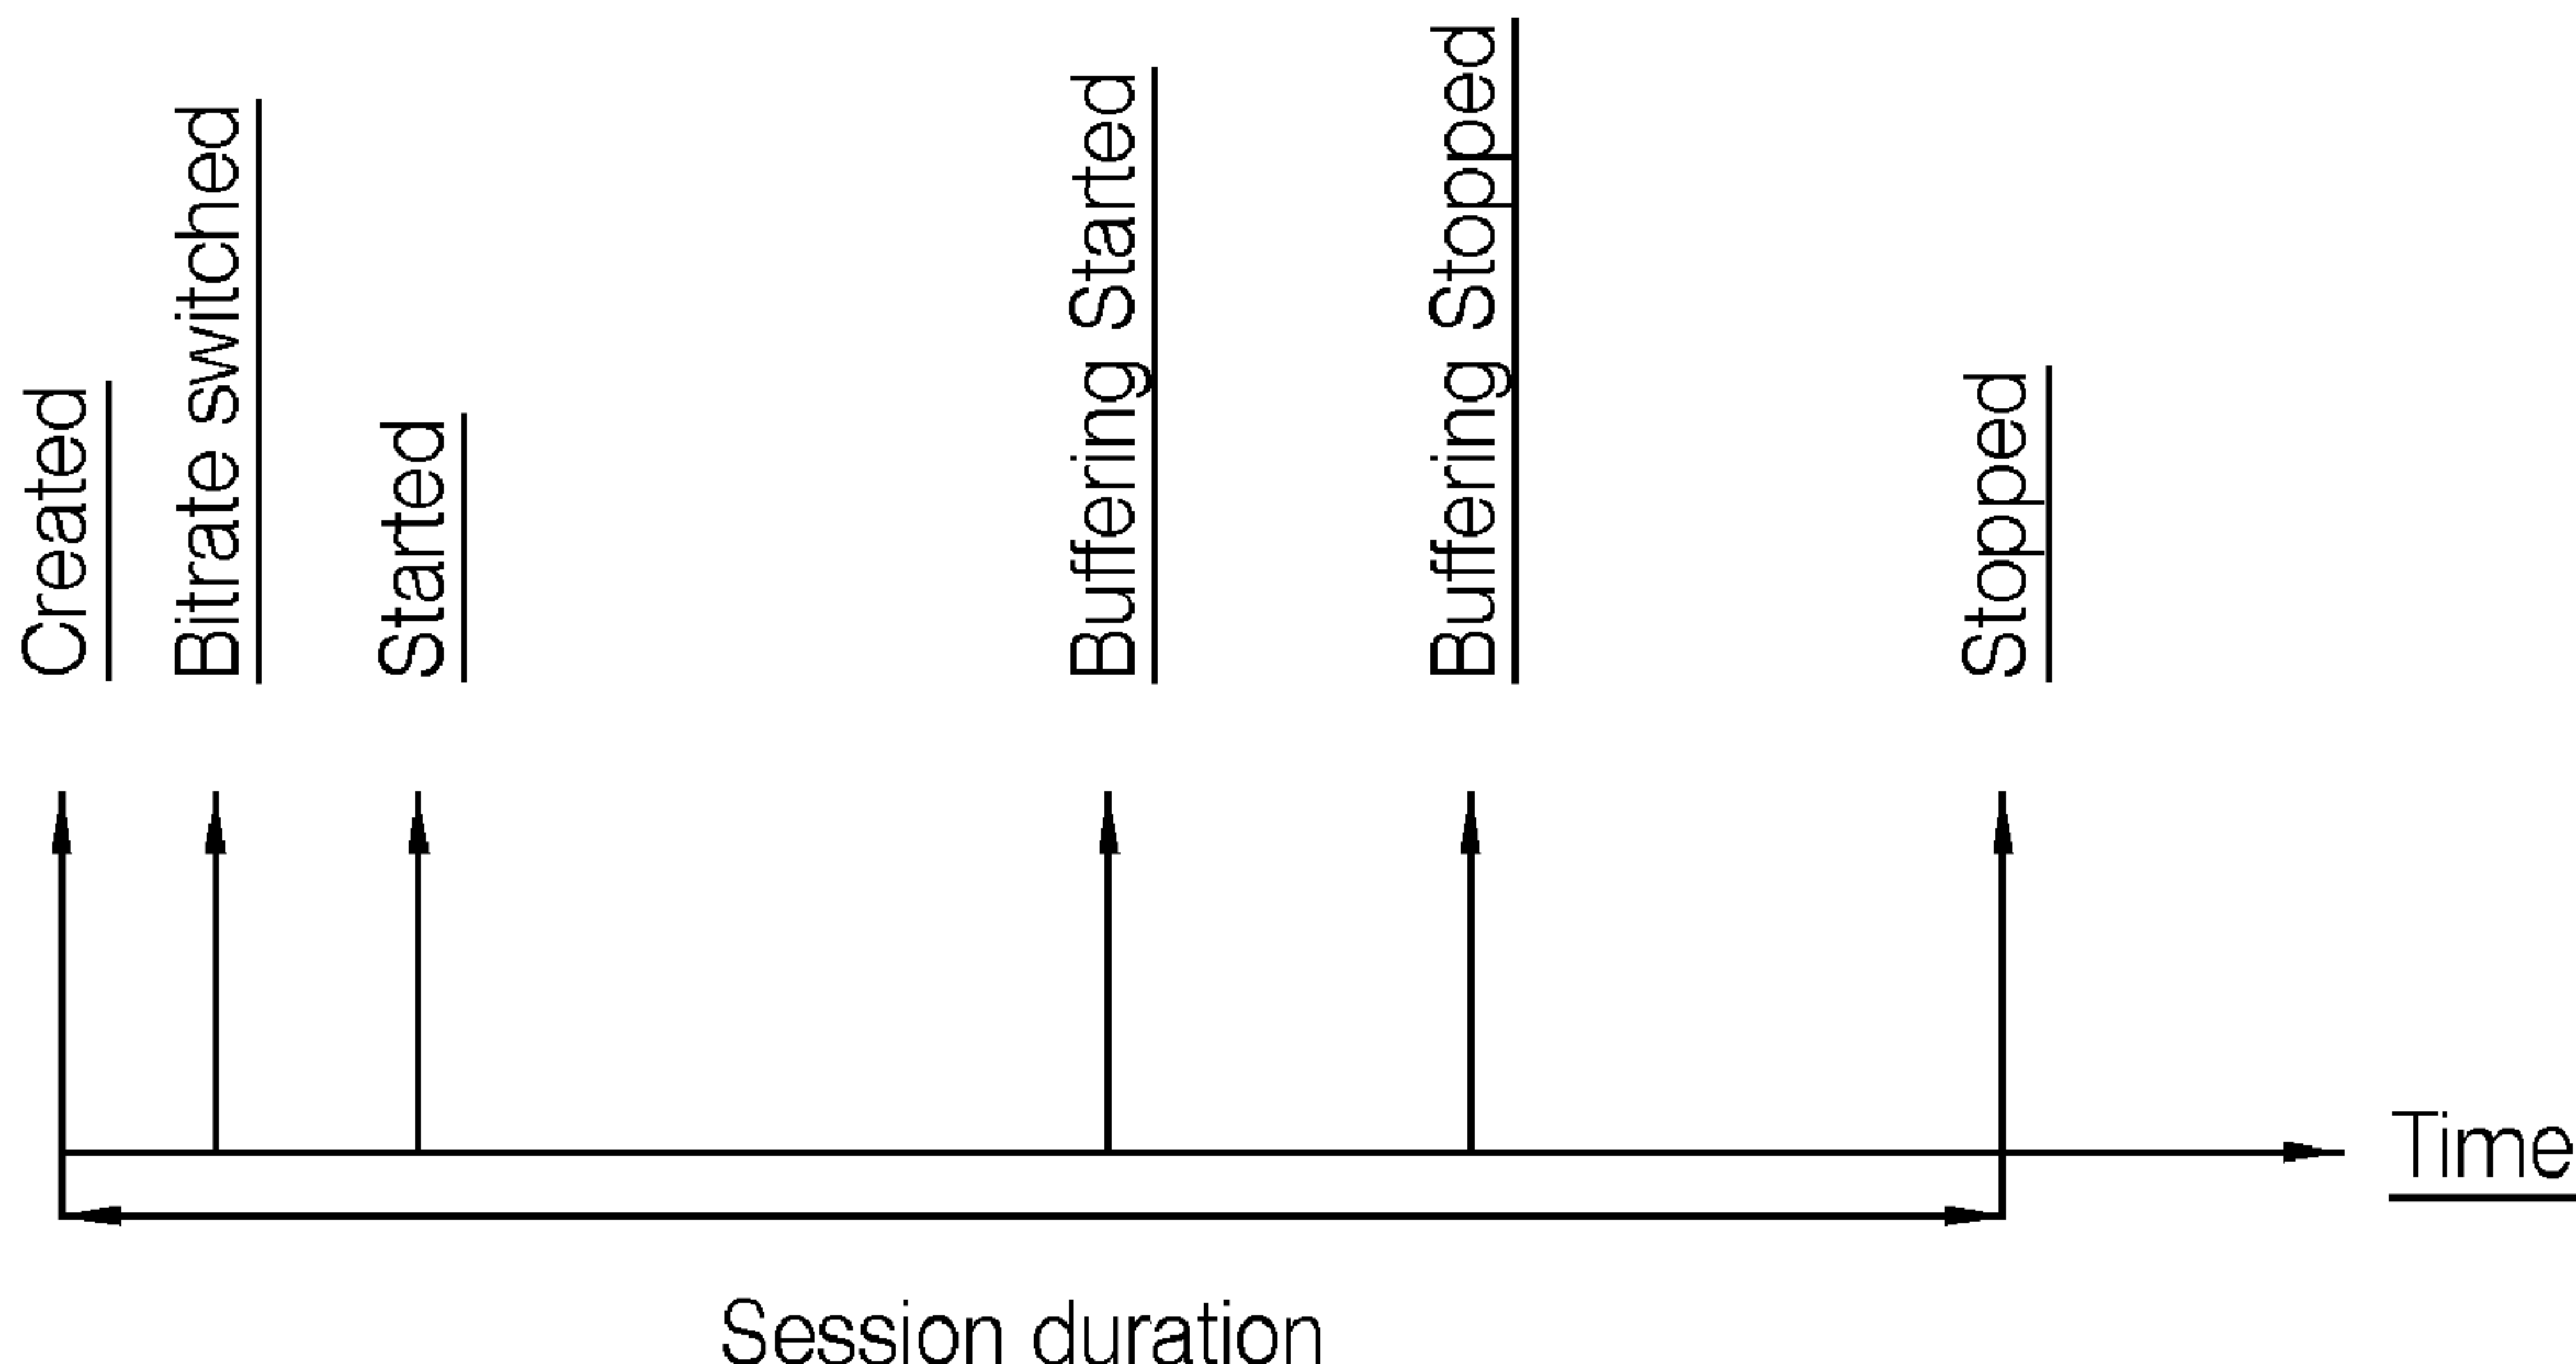 Created
Bitrate switched
Started
Buffering Started
Buffering Stopped
Stopped
Time
Session duration